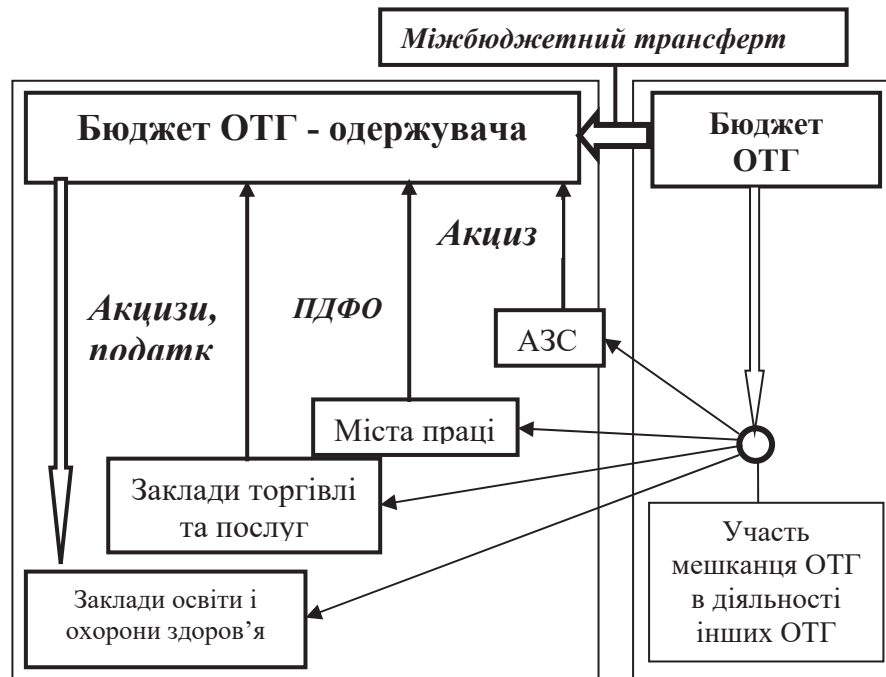 Міжбюджетний трансферт
Бюджет ОТГ - одержувача
Бюджет
ОТГ
Акциз
Акцизи,
податк
ПДФО
АЗС
Міста праці
Заклади торгівлі
та послуг
Заклади освіти і
охорони здоров’я
Участь
мешканця ОТГ
в діяльності
інших ОТГ